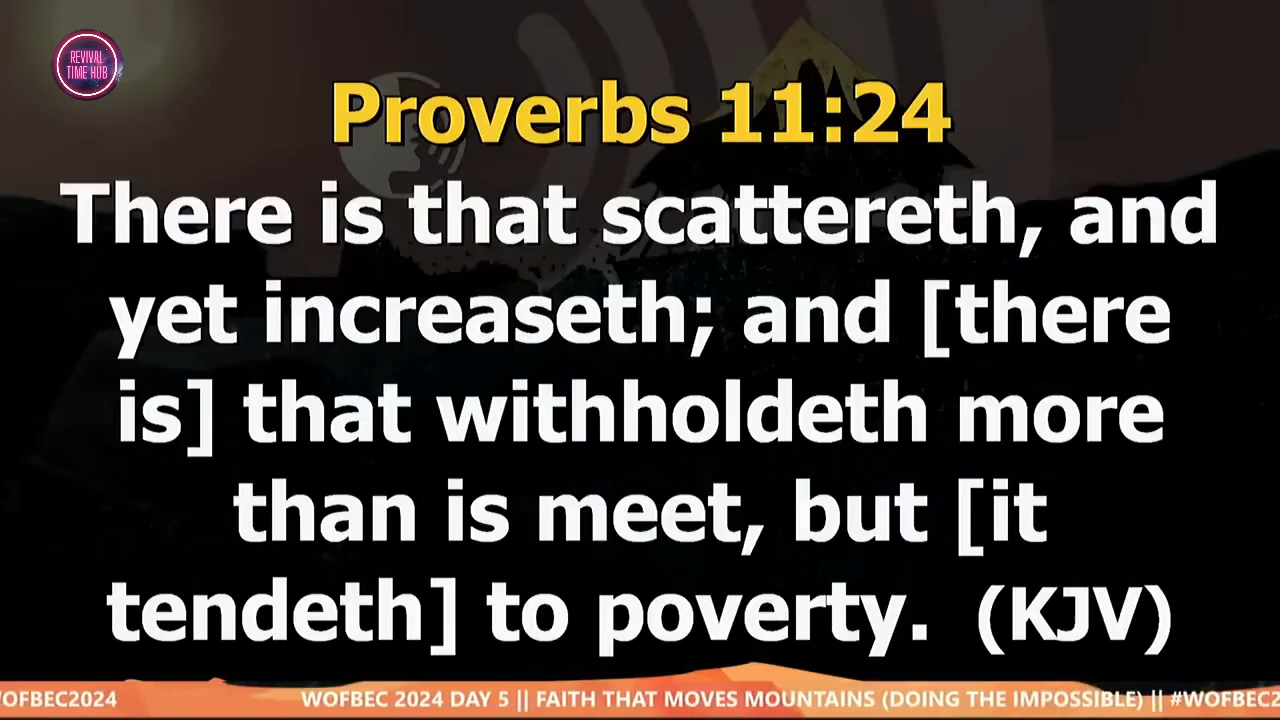 REVIVAL
TIME HUB
Proverbs 11:24
There is that scattereth, and
yet increaseth; and [there
is] that withholdeth more
than is meet, but [it
tendeth] to poverty. (KJV)
WOFBEC2024 WOFBEC 2024 DAY 5 || FAITH THAT MOVES MOUNTAINS (DOING THE IMPOSSIBLE) || #WOFBEC2